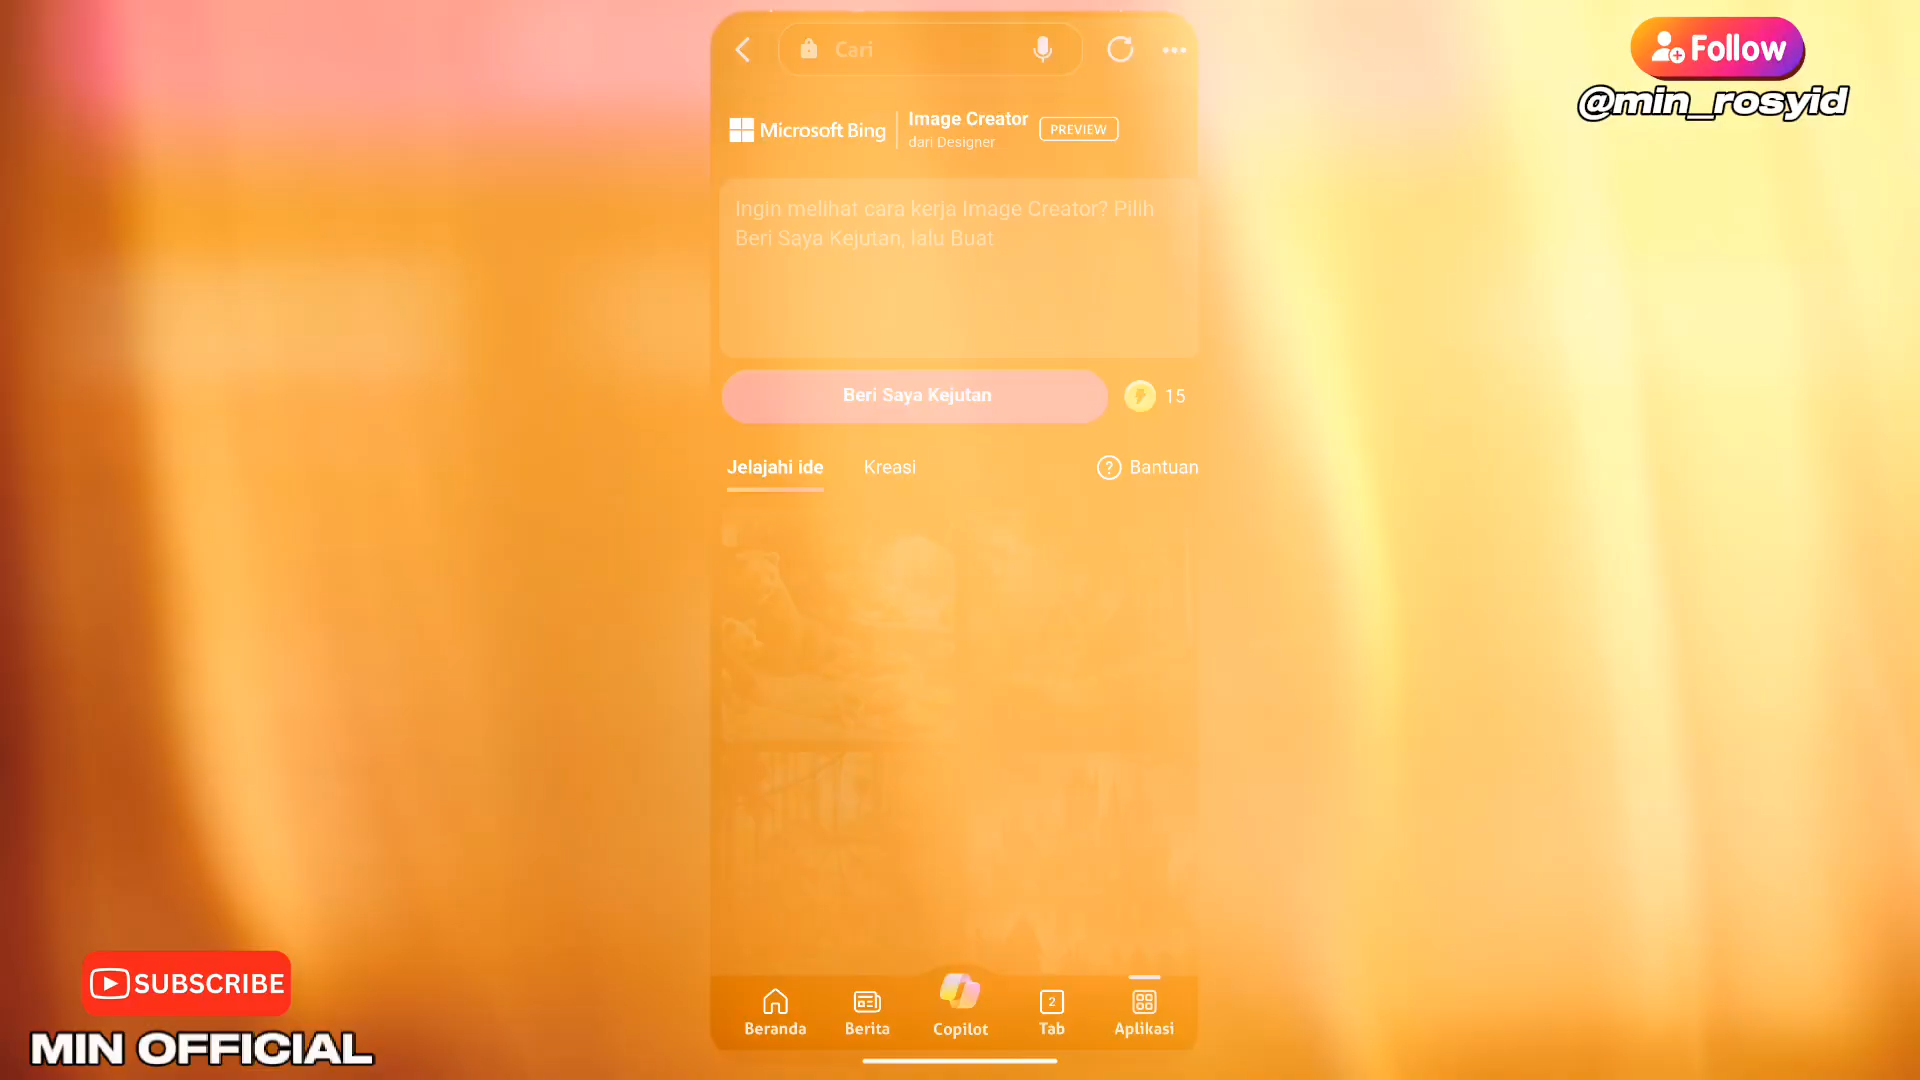 Cari
Follow
@min_rosyid
Microsoft Bing
Image Creator
dari Designer
PREVIEW
Ingin melihat cara kerja Image Creator? Pilih
Beri Saya Kejutan, lalu Buat
Beri Saya Kejutan
15
Jelajahi ide
Kreasi
? Bantuan
SUBSCRIBE
MIN OFFICIAL
2
Beranda
Berita
Copilot
Tab
Aplikasi